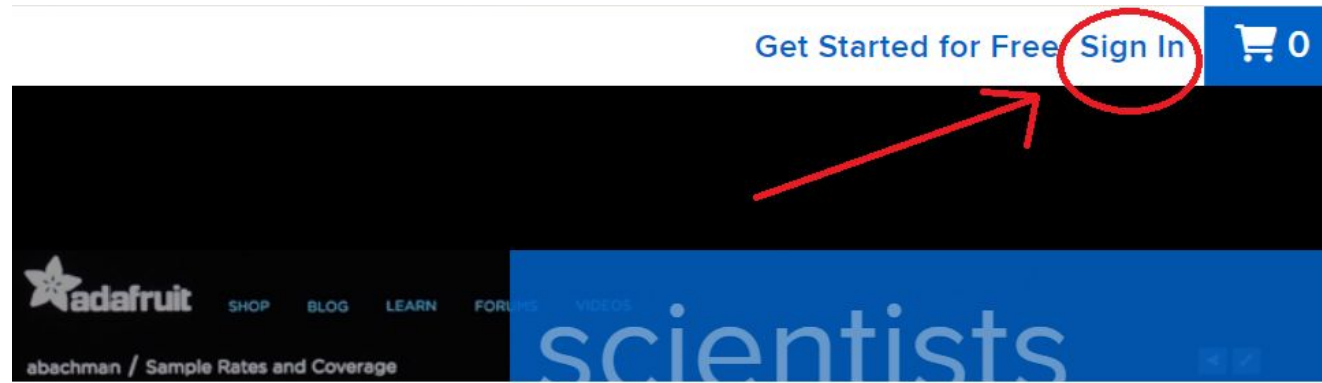 Get Started for Free Sign In 0
adafruit SHOP BLOG LEARN FORUMS VIDEOS
scientists
abachman / Sample Rates and Coverage